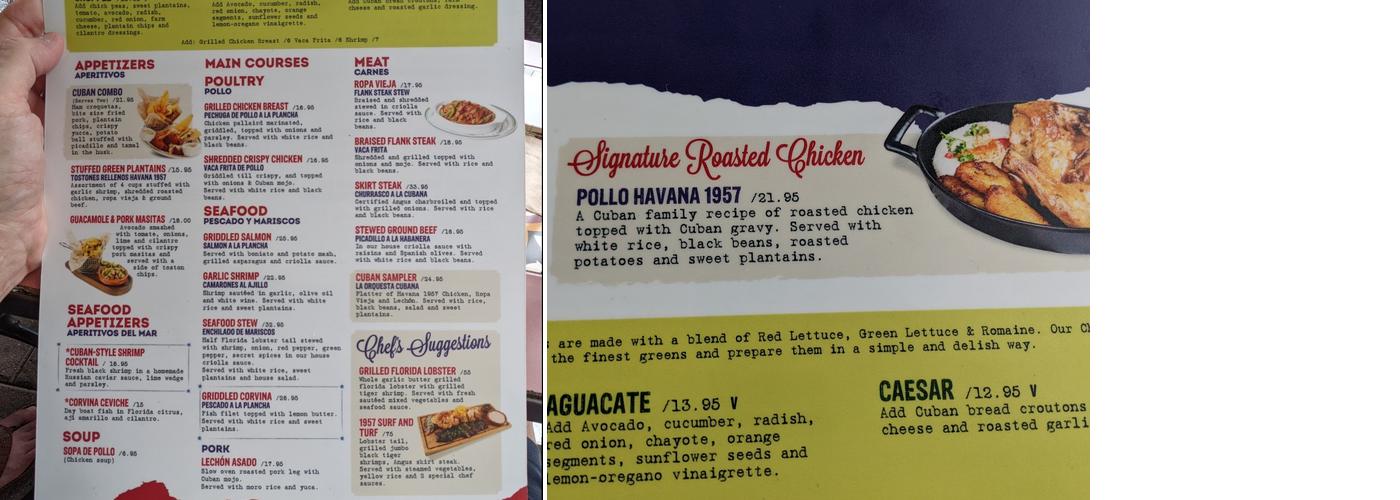 Add chick peas, sweet plantains,
tomato, avocado, radish,
cucumber, red onion, farm
cheese, plantain chips and
cilantro dressings.
Add Avocado, cucumber, radish,
red onion, chayote, orange
segments, sunflower seeds and
lemon-oregano vinaigrette.
cheese and roasted garlic dressing.
Add: Grilled Chicken Breast /6 Vaca Frita /8 Shrimp /7
APPETIZERS
APERITIVOS
CUBAN COMBO
(Serves Two) /21.95
Ham croquetas,
bite size fried
pork, plantain
chips, crispy
yucca, potato
ball stuffed with
picadillo and tamal
in the husk.
STUFFED GREEN PLANTAINS /15.95
TOSTONES RELLENOS HAVANA 1957
Assortment of 4 cups stuffed with
garlic shrimp, shredded roasted
chicken, ropa vieja & ground
beef.
GUACAMOLE & PORK MASITAS /18.00
Avocado smashed
with tomato, onions,
lime and cilantro
topped with crispy
pork masitas and
served with a
side of toston
chips.
SEAFOOD
APPETIZERS
APERITIVOS DEL MAR
*CUBAN-STYLE SHRIMP
COCKTAIL / 16.95
Fresh black shrimp in a homemade
Russian caviar sauce, lime wedge
and parsley.
*CORVINA CEVICHE /15
Day boat fish in Florida citrus,
aji amarillo and cilantro.
SOUP
SOPA DE POLLO /6.95
(Chicken soup)
MAIN COURSES
POULTRY
POLLO
GRILLED CHICKEN BREAST /16.95
PECHUGA DE POLLO A LA PLANCHA
Chicken pallaird marinated,
griddled, topped with onions and
parsley. Served with white rice and
black beans.
SHREDDED CRISPY CHICKEN /16.95
VACA FRITA DE POLLO
Griddled till crispy, and topped
with onions & Cuban mojo.
Served with white rice and black
beans.
SEAFOOD
PESCADO Y MARISCOS
GRIDDLED SALMON /25.95
SALMON A LA PLANCHA
Served with boniato and potato mash,
grilled asparagus and criolla sauce.
GARLIC SHRIMP /22.95
CAMARONES AL AJILLO
Shrimp sautéed in garlic, olive oil
and white wine. Served with white
rice and sweet plantains.
SEAFOOD STEW /32.95
ENCHILADO DE MARISCOS
Half Florida lobster tail stewed
with shrimp, onion, red pepper, green
pepper, secret spices in our house
criolla sauce.
Served with white rice, sweet
plantains and house salad.
GRIDDLED CORVINA /28.95
PESCADO A LA PLANCHA
Fish filet topped with lemon butter.
Served with white rice and sweet
plantains.
PORK
LECHÓN ASADO /17.95
Slow oven roasted pork leg with
Cuban mojo.
Served with moro rice and yuca.
MEAT
CARNES
ROPA VIEJA /17.95
FLANK STEAK STEW
Braised and shredded
stewed in criolla
sauce. Served with
rice and black
beans.
BRAISED FLANK STEAK /18.95
VACA FRITA
Shredded and grilled topped with
onions and mojo. Served with rice and
black beans.
SKIRT STEAK /33.95
CHURRASCO A LA CUBANA
Certified Angus charbroiled and topped
with onions. Served with rice
and black beans.
STEWED GROUND BEEF /16.95
PICADILLO A LA HABANERA
In our house criolla sauce with
raisins and Spanish olives. Served
with white rice and black beans.
CUBAN SAMPLER /24.95
LA ORQUESTA CUBANA
Platter of Havana 1957 Chicken, Ropa
Vieja and Lechón. Served with rice,
black beans, salad and sweet
plantains.
Chef's Suggestions
GRILLED FLORIDA LOBSTER /55
Whole garlic butter grilled
florida lobster with grilled
tiger shrimp. Served with fresh
sautéed mixed vegetables and
seafood sauce.
1957 SURF AND
TURF /75
Lobster tail,
grilled jumbo
black tiger
shrimps, Angus skirt steak.
Served with steamed vegetables,
yellow rice and 2 special chef
sauces.
Signature Roasted Chicken
POLLO HAVANA 1957 /21.95
A Cuban family recipe of roasted chicken
topped with Cuban gravy. Served with
white rice, black beans, roasted
potatoes and sweet plantains.
s are made with a blend of Red Lettuce, Green Lettuce & Romaine. Our Ch
the finest greens and prepare them in a simple and delish way.
AGUACATE /13.95 V
Add Avocado, cucumber, radish,
red onion, chayote, orange
segments, sunflower seeds and
lemon-oregano vinaigrette.
CAESAR /12.95 V
Add Cuban bread croutons
cheese and roasted garli